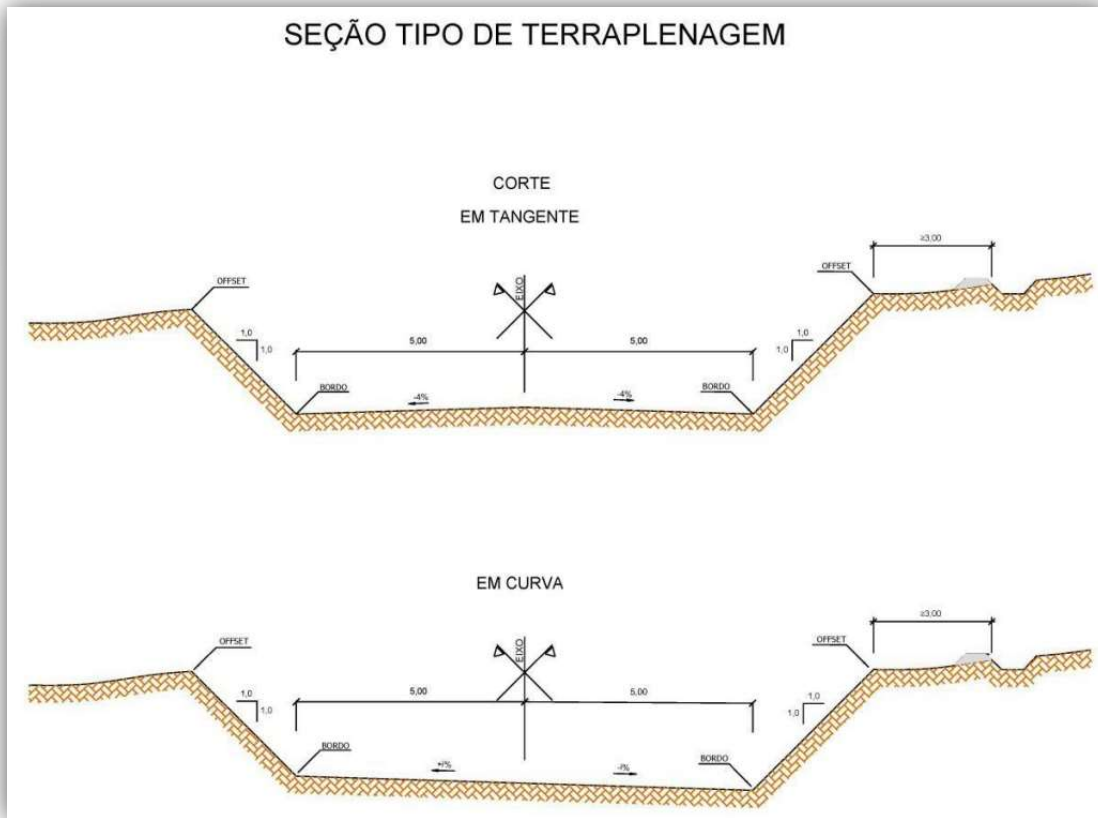 SEÇÃO TIPO DE TERRAPLENAGEM
CORTE
EM TANGENTE
≥3,00
OFFSET
EIXO
OFFSET
1,0
1,0
5,00
5,00
1,0
1,0
BORDO
-4%
-4%
BORDO
EM CURVA
≥3,00
OFFSET
EIXO
OFFSET
1,0
1,0
5,00
5,00
1,0
1,0
BORDO
+i%
-i%
BORDO